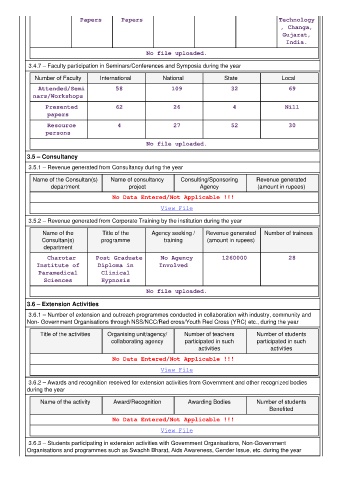 Papers Papers Technology
, Changa,
Gujarat,
India.
No file uploaded.
3.4.7 – Faculty participation in Seminars/Conferences and Symposia during the year
Number of Faculty International National State Local
Attended/Semi
nars/Workshops 58 109 32 69
Presented
papers 62 26 4 Nill
Resource
persons 4 27 52 30
No file uploaded.
3.5 – Consultancy
3.5.1 – Revenue generated from Consultancy during the year
Name of the Consultan(s)
department Name of consultancy
project Consulting/Sponsoring
Agency Revenue generated
(amount in rupees)
No Data Entered/Not Applicable !!!
View File
3.5.2 – Revenue generated from Corporate Training by the institution during the year
Name of the
Consultan(s)
department Title of the
programme Agency seeking /
training Revenue generated
(amount in rupees) Number of trainees
Charotar
Institute of
Paramedical
Sciences Post Graduate
Diploma in
Clinical
Hypnosis No Agency
Involved 1260000 28
No file uploaded.
3.6 – Extension Activities
3.6.1 – Number of extension and outreach programmes conducted in collaboration with industry, community and
Non- Government Organisations through NSS/NCC/Red cross/Youth Red Cross (YRC) etc., during the year
Title of the activities Organising unit/agency/
collaborating agency Number of teachers
participated in such
activities Number of students
participated in such
activities
No Data Entered/Not Applicable !!!
View File
3.6.2 – Awards and recognition received for extension activities from Government and other recognized bodies
during the year
Name of the activity Award/Recognition Awarding Bodies Number of students
Benefited
No Data Entered/Not Applicable !!!
View File
3.6.3 – Students participating in extension activities with Government Organisations, Non-Government
Organisations and programmes such as Swachh Bharat, Aids Awareness, Gender Issue, etc. during the year